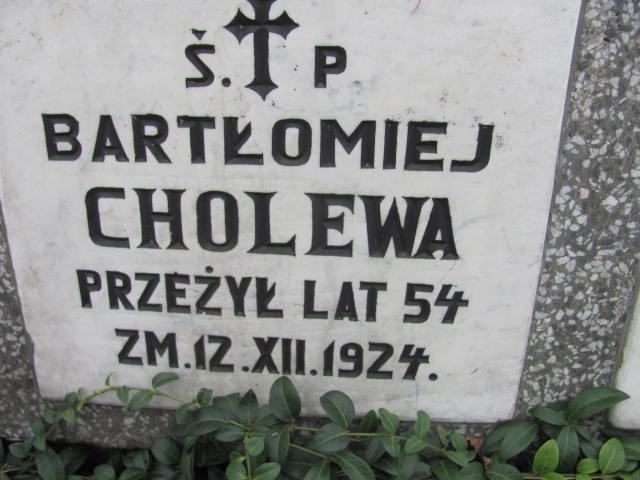 Ś. P
BARTŁOMIEJ
CHOLEWA
PRZEŻYŁ LAT 54
ZM. 12. XII. 1924.